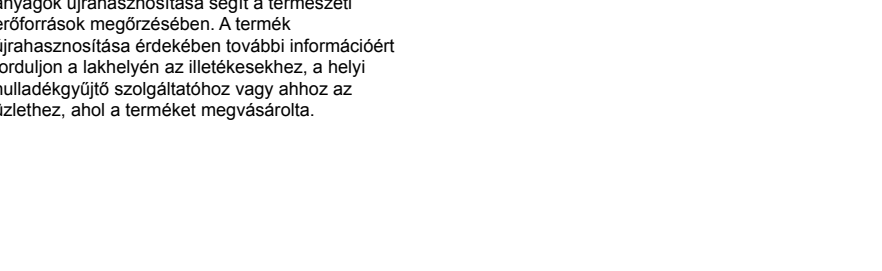 anyagok újrahasznosítása segít a természeti
erőforrások megőrzésében. A termék
újrahasznosítása érdekében további információért
forduljon a lakhelyén az illetékesekhez, a helyi
hulladékgyűjtő szolgáltatóhoz vagy ahhoz az
üzlethez, ahol a terméket megvásárolta.